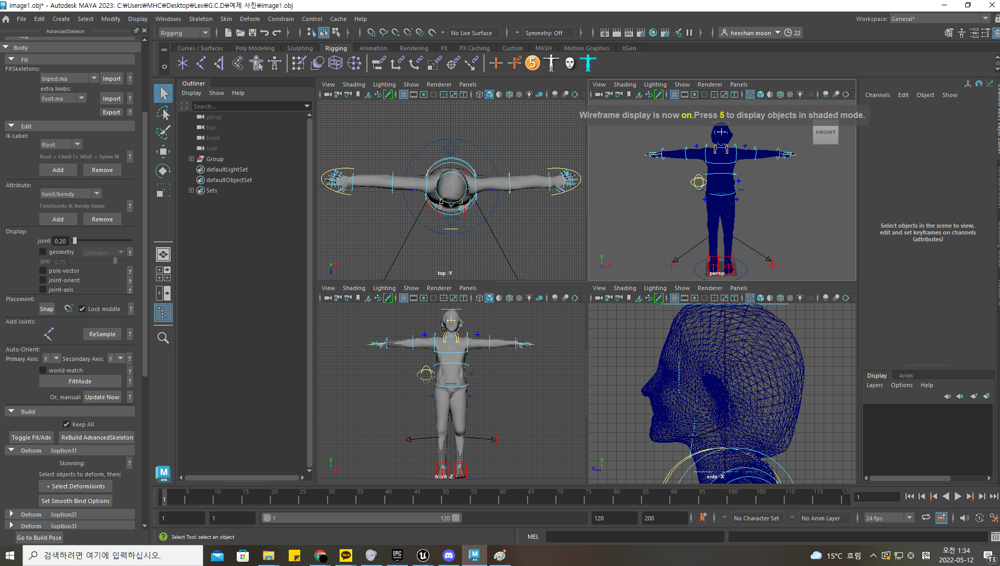 image1.obj* - Autodesk MAYA 2023: C:₩Users₩MHC₩Desktop₩Lex₩G.C.D₩예제 사진₩image1.obj
File Edit Create Select Modify Display Windows Skeleton Skin Deform Constrain Control Cache Help
Workspace: General*
AdvancedSkeleton
Rigging
No Live Surface
Symmetry: Off
heechan moon
22
Curves / Surfaces Poly Modeling Sculpting Rigging Animation Rendering FX FX Caching Custom MASH Motion Graphics XGen
Body
Fit
FitSkeletons:
biped.ma Import ?
extra limbs:
foot.ma Import ?
Export ?
Edit
IK-Label:
Root
Root + Chest (+ Mid) = Spine IK ?
Add Remove
Attribute:
twist/bendy
TwistJoints & Bendy-limbs ?
Add Remove
Display:
joint 0.20
geometry cylinders ?
gap 0.75
pole-vector ?
joint-orient ?
joint-axis ?
Placement:
Snap Lock middle ?
Add Joints:
ReSample ?
Auto-Orient:
Primary Axis: X Secondary Axis: Y ?
world-match ?
FitMode ?
Or, manual: Update Now ?
Build
Keep All
Toggle Fit/Adv ReBuild AdvancedSkeleton
Deform (option1)
Skinning: ?
Select objects to deform, then:
+ Select DeformJoints
Set Smooth Bind Options
Deform (option2)
Deform (option3)
Go to Build Pose
Outliner
Display Show Help
Search...
persp
top
front
side
Group
defaultLightSet
defaultObjectSet
Sets
View Shading Lighting Show Renderer Panels
top -Y
View Shading Lighting Show Renderer Panels
Wireframe display is now on.Press 5 to display objects in shaded mode.
FRONT
persp
View Shading Lighting Show Renderer Panels
front -Z
View Shading Lighting Show Renderer Panels
side -X
Channels Edit Object Show
Select objects in the scene to view,
edit and set keyframes on channels
(attributes)
Display Anim
Layers Options Help
1 5 10 15 20 25 30 35 40 45 50 55 60 65 70 75 80 85 90 95 100 105 110 115 120
1
1 1 1 120 120 200
No Character Set
No Anim Layer
24 fps
Select Tool: select an object
MEL
검색하려면 여기에 입력하십시오.
15°C 흐림
오전 1:34
2022-05-12
13